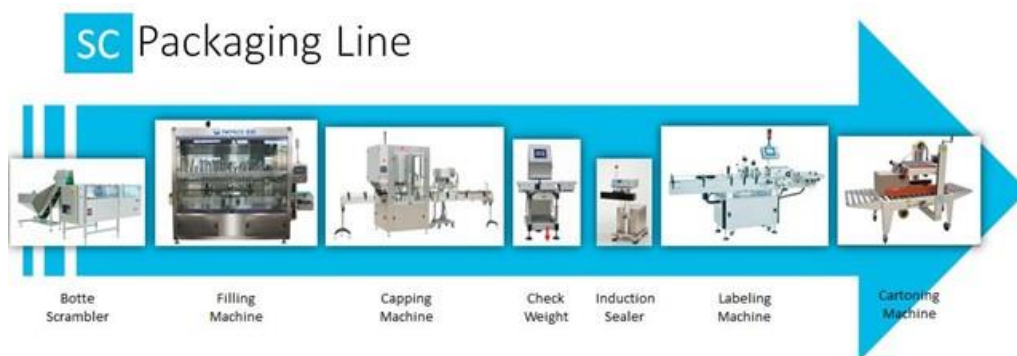 SC Packaging Line
Botte
Scrambler
Filling
Machine
Capping
Machine
Check
Weight
Induction
Sealer
Labeling
Machine
Cartoning
Machine